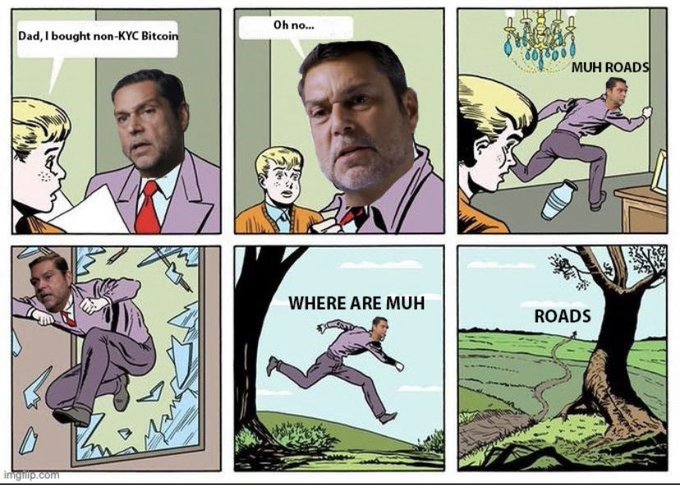 Dad, I bought non-KYC Bitcoin
Oh no...
MUH ROADS
WHERE ARE MUH
ROADS
imgflip.com